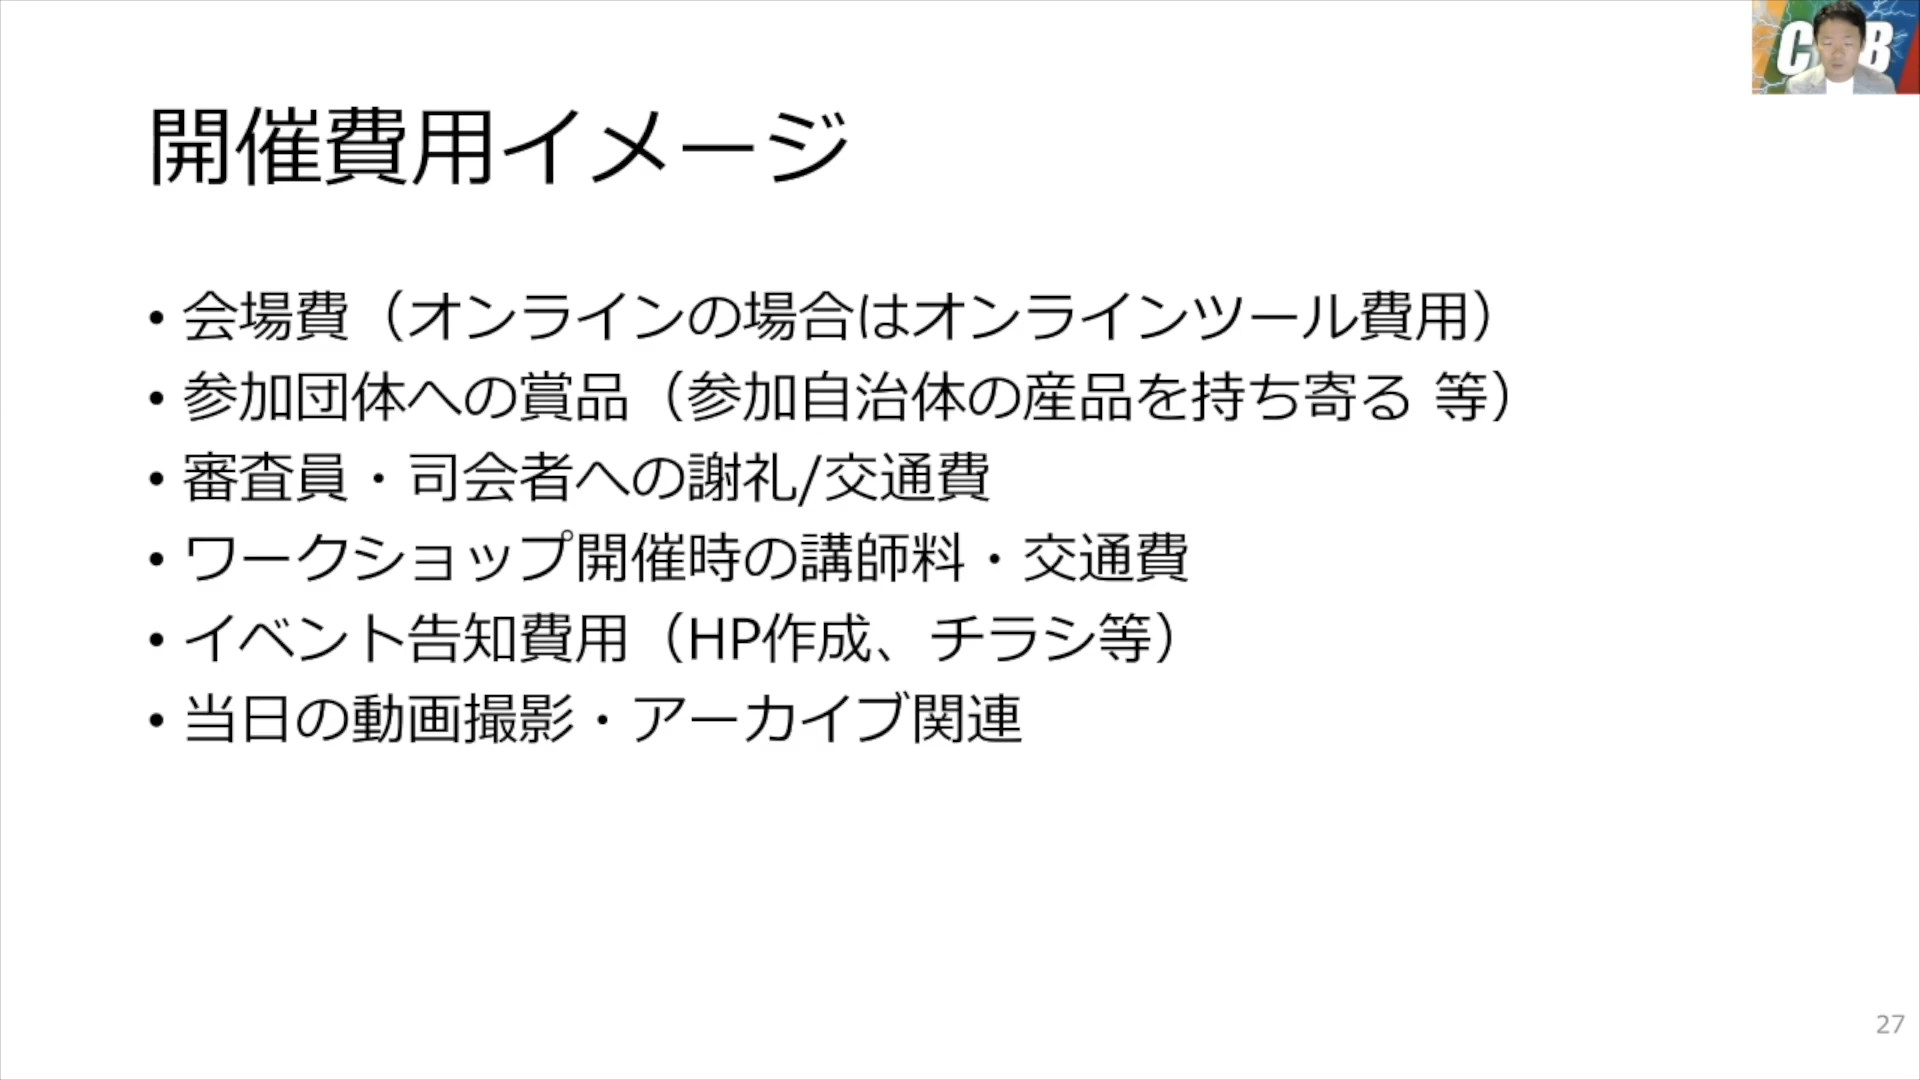 開催費用イメージ
• 会場費（オンラインの場合はオンラインツール費用）
• 参加団体への賞品（参加自治体の産品を持ち寄る 等）
• 審査員・司会者への謝礼/交通費
• ワークショップ開催時の講師料・交通費
• イベント告知費用（HP作成、チラシ等）
• 当日の動画撮影・アーカイブ関連
27